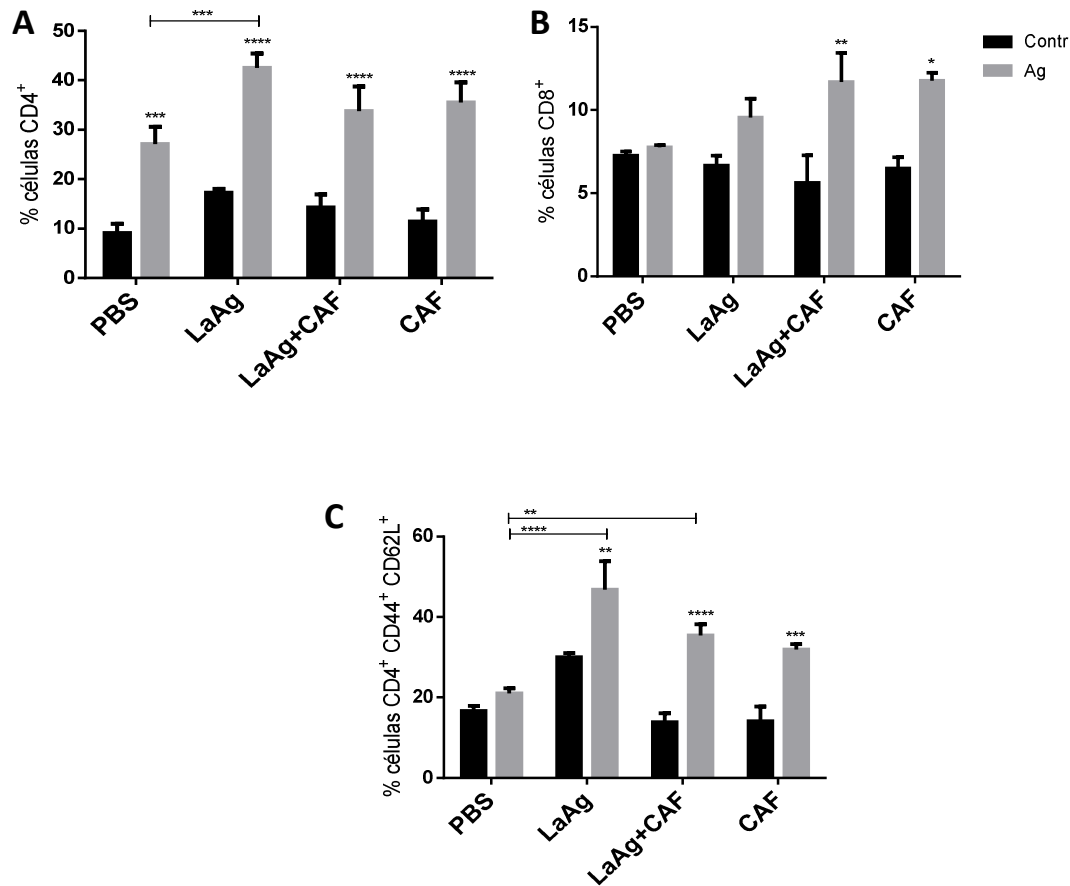 A
% células CD4+
50
40
30
20
10
0
***
***
****
****
****
PBS
LaAg
LaAg+CAF
CAF
B
% células CD8+
15
10
5
0
**
*
PBS
LaAg
LaAg+CAF
CAF
Contr
Ag
C
% células CD4+ CD44+ CD62L+
60
40
20
0
**
****
**
****
***
PBS
LaAg
LaAg+CAF
CAF